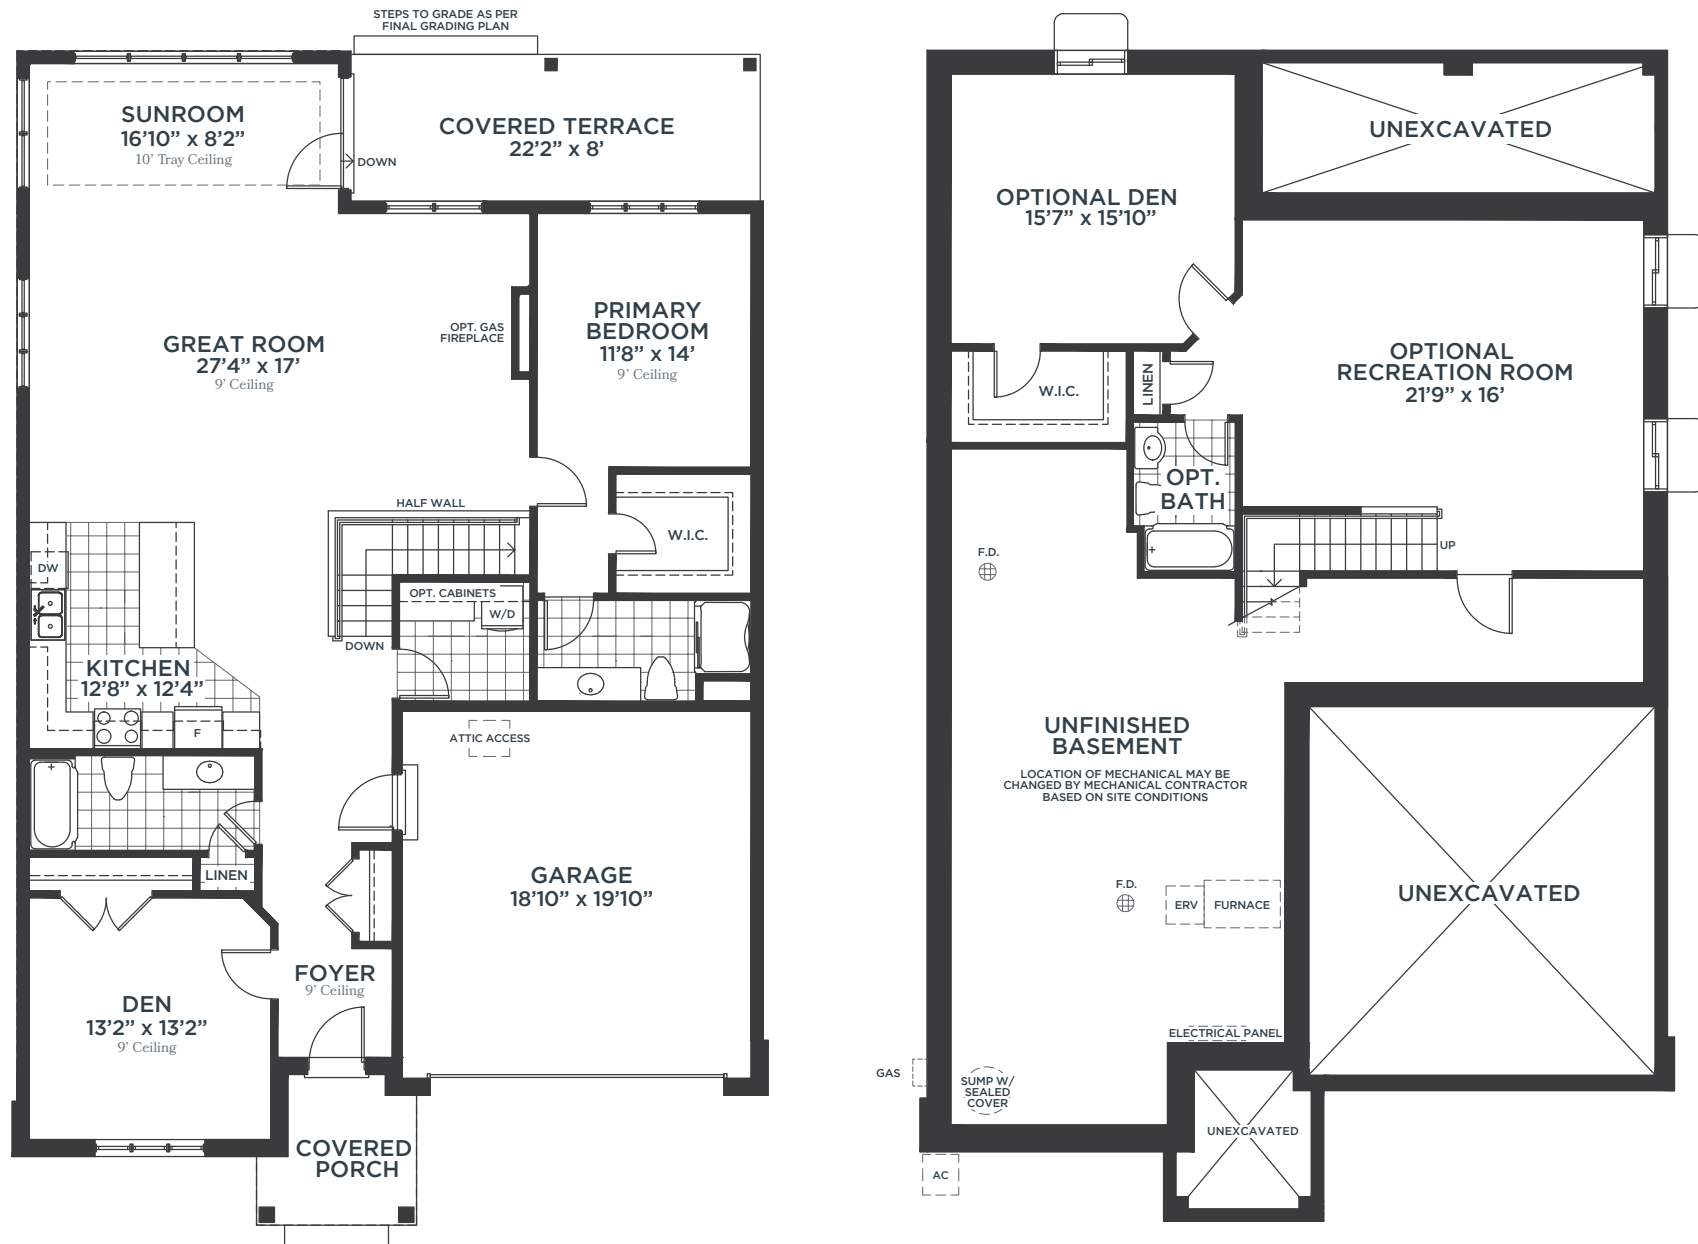 STEPS TO GRADE AS PER
FINAL GRADING PLAN
SUNROOM
16'10” x 8'2”
10’ Tray Ceiling
DOWN
COVERED TERRACE
22'2” x 8'
GREAT ROOM
27'4” x 17'
9’ Ceiling
OPT. GAS
FIREPLACE
PRIMARY
BEDROOM
11'8” x 14'
9’ Ceiling
HALF WALL
W.I.C.
DW
OPT. CABINETS
W/D
DOWN
KITCHEN
12'8” x 12'4”
F
ATTIC ACCESS
LINEN
GARAGE
18'10” x 19'10”
FOYER
9’ Ceiling
DEN
13'2” x 13'2”
9’ Ceiling
COVERED
PORCH
UNEXCAVATED
OPTIONAL DEN
15'7” x 15'10”
OPTIONAL
RECREATION ROOM
21'9” x 16'
W.I.C.
LINEN
OPT.
BATH
F.D.
UP
UNFINISHED
BASEMENT
LOCATION OF MECHANICAL MAY BE
CHANGED BY MECHANICAL CONTRACTOR
BASED ON SITE CONDITIONS
F.D.
ERV
FURNACE
UNEXCAVATED
ELECTRICAL PANEL
GAS
SUMP W/
SEALED
COVER
UNEXCAVATED
AC